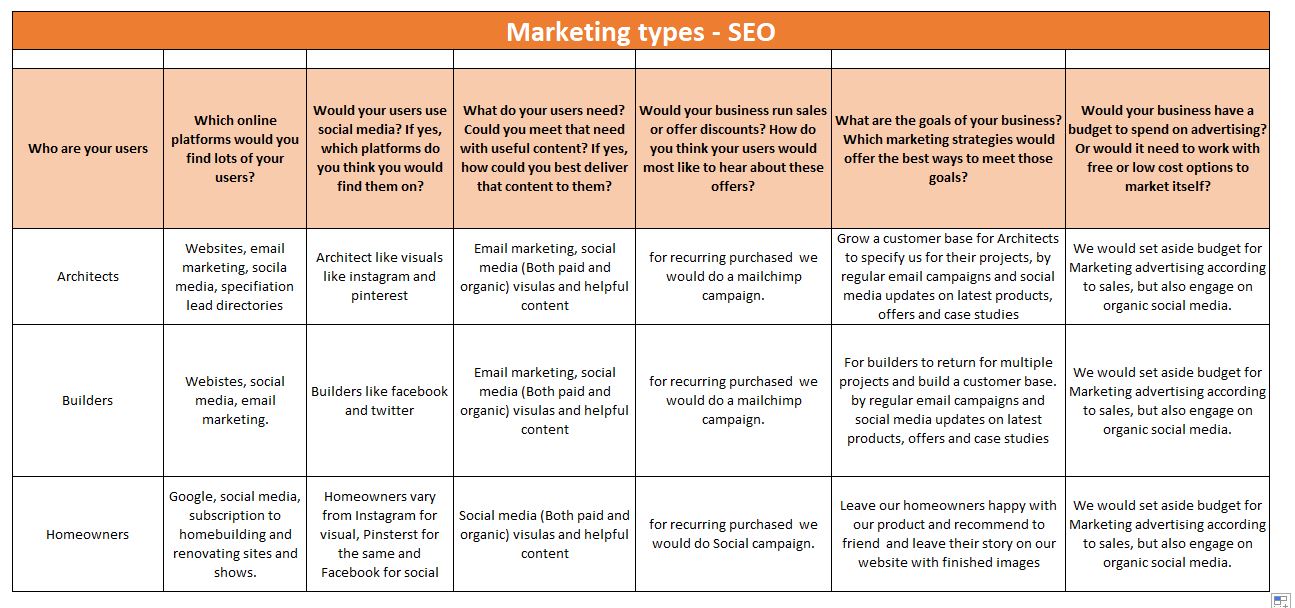 Marketing types - SEO
Who are your users
Which online
platforms would you
find lots of your
users?
Would your users use
social media? If yes,
which platforms do
you think you would
find them on?
What do your users need?
Could you meet that need
with useful content? If yes,
how could you best deliver
that content to them?
Would your business run sales
or offer discounts? How do
you think your users would
most like to hear about these
offers?
What are the goals of your business?
Which marketing strategies would
offer the best ways to meet those
goals?
Would your business have a
budget to spend on advertising?
Or would it need to work with
free or low cost options to
market itself?
Architects
Websites, email
marketing, socila
media, specifiation
lead directories
Architect like visuals
like instagram and
pinterest
Email marketing, social
media (Both paid and
organic) visulas and helpful
content
for recurring purchased we
would do a mailchimp
campaign.
Grow a customer base for Architects
to specify us for their projects, by
regular email campaigns and social
media updates on latest products,
offers and case studies
We would set aside budget for
Marketing advertising according
to sales, but also engage on
organic social media.
Builders
Webistes, social
media, email
marketing.
Builders like facebook
and twitter
Email marketing, social
media (Both paid and
organic) visulas and helpful
content
for recurring purchased we
would do a mailchimp
campaign.
For builders to return for multiple
projects and build a customer base.
by regular email campaigns and
social media updates on latest
products, offers and case studies
We would set aside budget for
Marketing advertising according
to sales, but also engage on
organic social media.
Homeowners
Google, social media,
subscription to
homebuilding and
renovating sites and
shows.
Homeowners vary
from Instagram for
visual, Pinsterst for
the same and
Facebook for social
Social media (Both paid and
organic) visulas and helpful
content
for recurring purchased we
would do Social campaign.
Leave our homeowners happy with
our product and recommend to
friend and leave their story on our
website with finished images
We would set aside budget for
Marketing advertising according
to sales, but also engage on
organic social media.